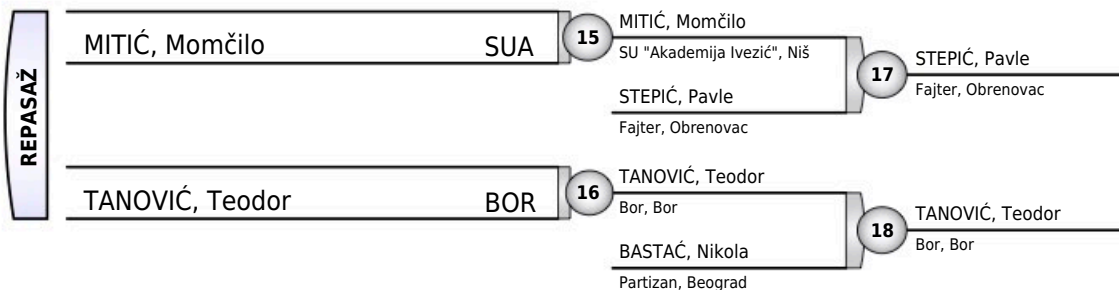 REPASAŽ
MITIĆ, Momčilo SUA
15
MITIĆ, Momčilo
SU "Akademija Ivezić", Niš
STEPIĆ, Pavle
Fajter, Obrenovac
17
STEPIĆ, Pavle
Fajter, Obrenovac
TANOVIĆ, Teodor BOR
16
TANOVIĆ, Teodor
Bor, Bor
BASTAĆ, Nikola
Partizan, Beograd
18
TANOVIĆ, Teodor
Bor, Bor